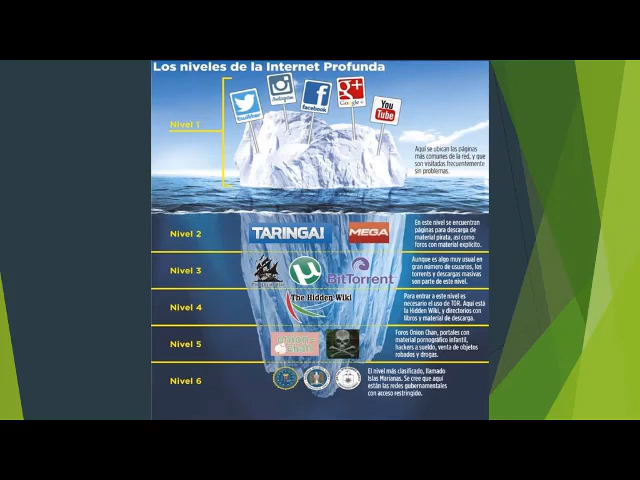 Los niveles de la Internet Profunda
Nivel 1
twitter
Instagram
facebook
g+
Google+
You
Tube
Aquí se ubican las páginas
más comunes de la red, y que
son visitadas frecuentemente
sin problemas.
Nivel 2
TARINGA!
MEGA
En este nivel se encuentran
páginas para descarga de
material pirata, así como
foros con material explícito.
Nivel 3
µ
BitTorrent
Aunque es algo muy usual en
gran número de usuarios, los
torrents y descargas masivas
son parte de este nivel.
Nivel 4
The Hidden Wiki
Para entrar a este nivel es
necesario el uso de TOR. Aquí está
la Hidden Wiki, y directorios con
libros y material de descarga.
Nivel 5
Foros Onion Chan, portales con
material pornográfico infantil,
hackers a sueldo, venta de objetos
robados y drogas.
Nivel 6
El nivel más clasificado, llamado
Islas Marianas. Se cree que aquí
están las redes gubernamentales
con acceso restringido.